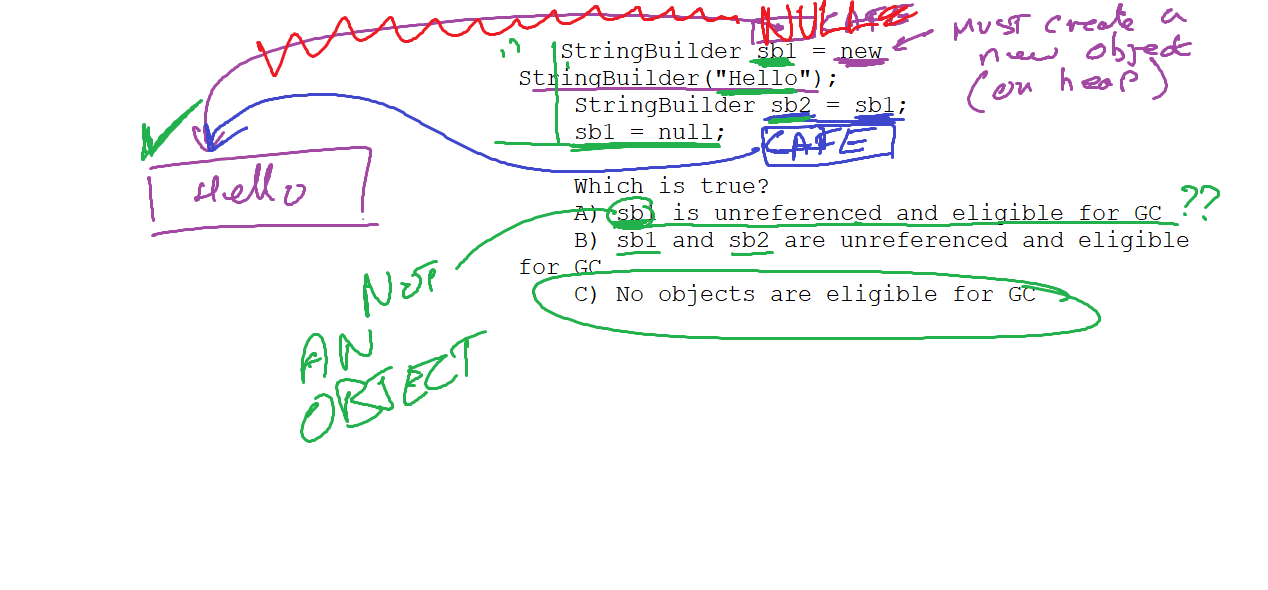 NULL
StringBuilder sb1 = new
StringBuilder("Hello");
StringBuilder sb2 = sb1;
sb1 = null;
MUST create a
new object
(on heap)
CAFE
Hello
Which is true?
A) sb1 is unreferenced and eligible for GC ??
B) sb1 and sb2 are unreferenced and eligible
for GC
C) No objects are eligible for GC
NOT
AN
OBJECT